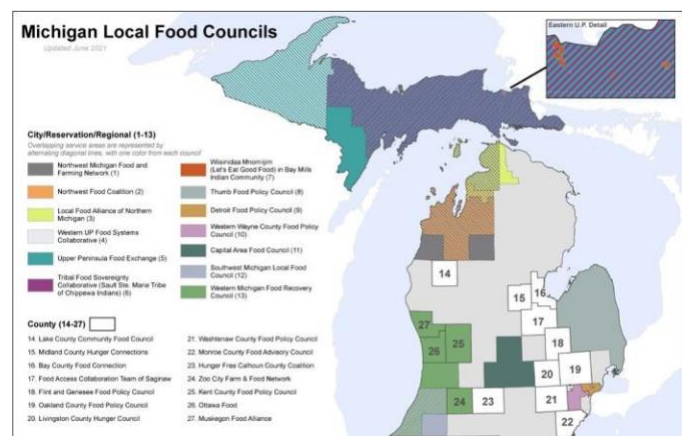 Michigan Local Food Councils
Updated June 2021
Eastern U.P. Detail
City/Reservation/Regional (1-13)
Overlapping service areas are represented by
alternating diagonal lines, with one color from each council
Northwest Michigan Food and
Farming Network (1)
Northwest Food Coalition (2)
Local Food Alliance of Northern
Michigan (3)
Western UP Food Systems
Collaborative (4)
Upper Peninsula Food Exchange (5)
Tribal Food Sovereignty
Collaborative (Sault Ste. Marie Tribe
of Chippewa Indians) (6)
(Let's Eat Good Food) in Bay Mills
Indian Community (7)
Thumb Food Policy Council (8)
Detroit Food Policy Council (9)
Western Wayne County Food Policy
Council (10)
Capital Area Food Council (11)
Southwest Michigan Local Food
Council (12)
Western Michigan Food Recovery
Council (13)
County (14-27)
14. Lake County Community Food Council
15. Midland County Hunger Connections
16. Bay County Food Connection
17. Food Access Collaboration Team of Saginaw
18. Flint and Genesee Food Policy Council
19. Oakland County Food Policy Council
20. Livingston County Hunger Council
21. Washtenaw County Food Policy Council
22. Monroe County Food Advisory Council
23. Hunger Free Calhoun County Coalition
24. Zoo City Farm & Food Network
25. Kent County Food Policy Council
26. Ottawa Food
27. Muskegon Food Alliance
14
15
16
17
27
26
25
18
20
19
24
23
21
22